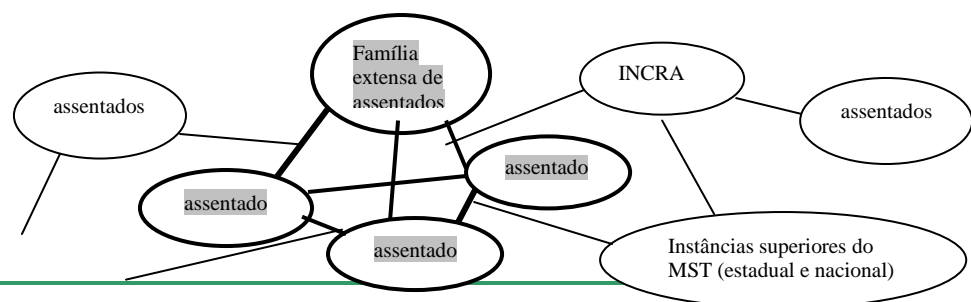 Família
extensa de
assentados
INCRA
assentados
assentados
assentado
assentado
assentado
Instâncias superiores do
MST (estadual e nacional)